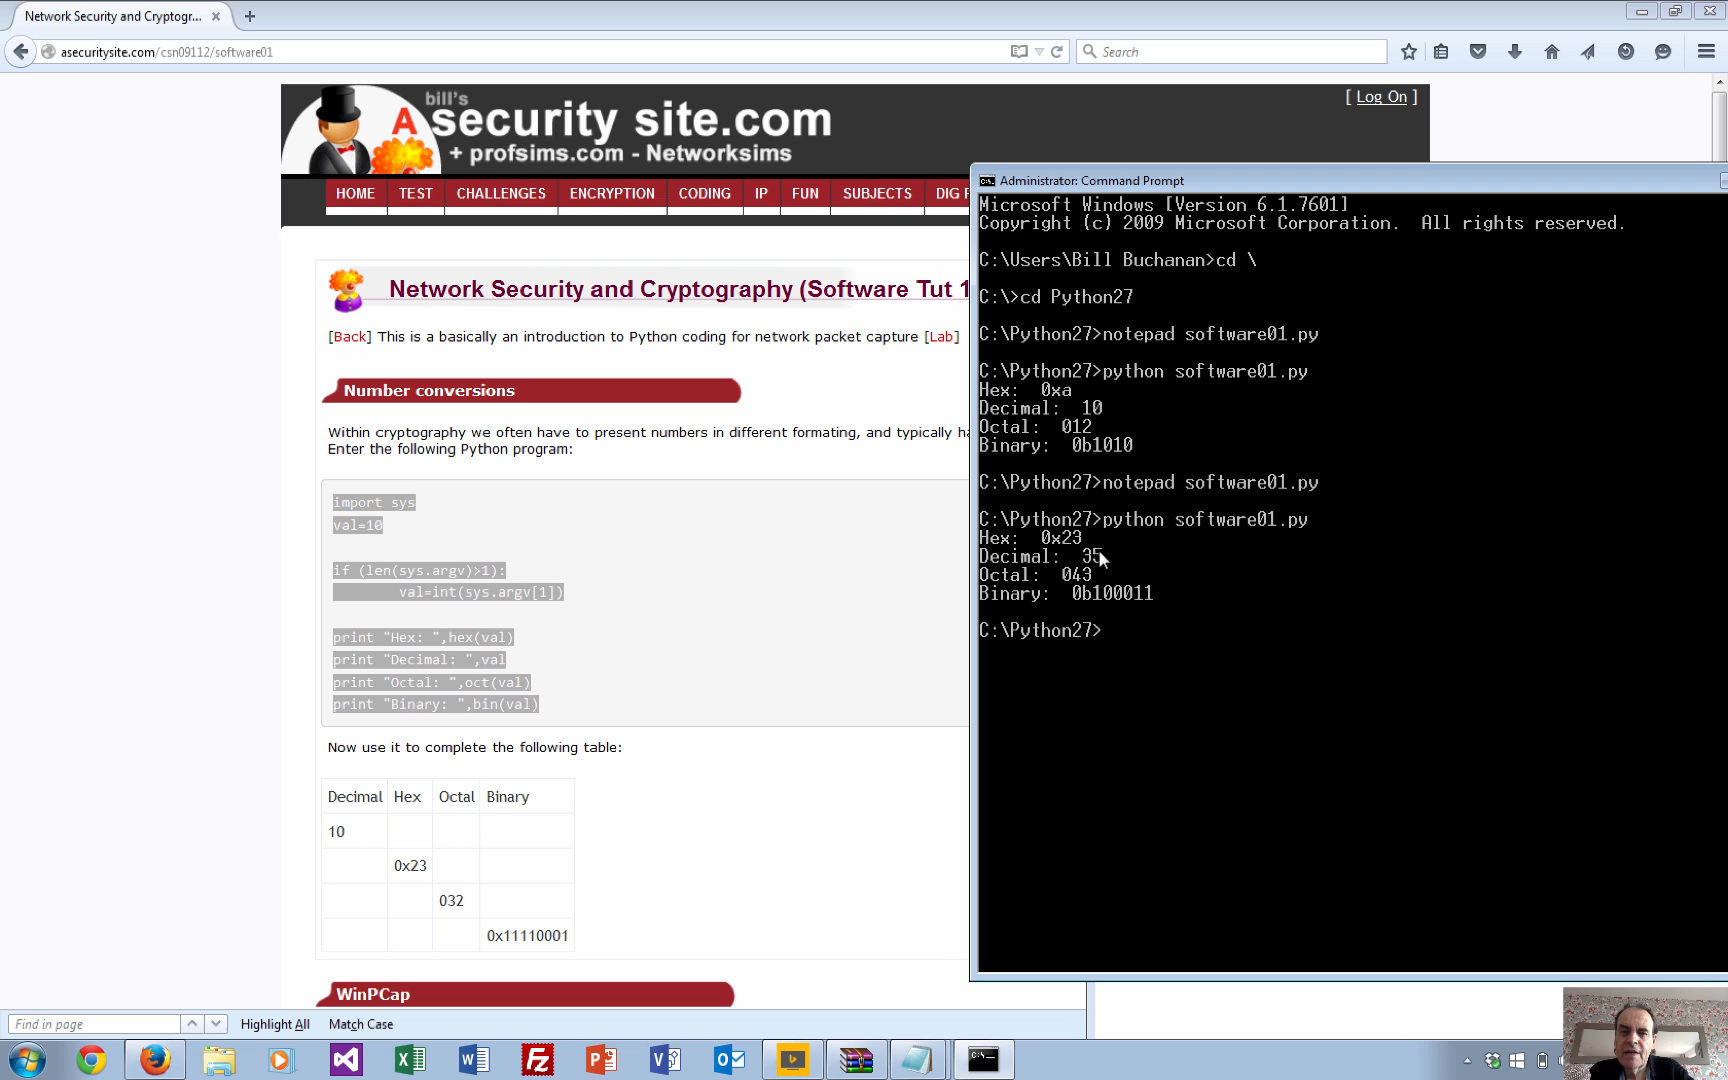 Network Security and Cryptogr...
asecuritysite.com/csn09112/software01
Search
bill's
Asecurity site.com
+ profsims.com - Networksims
[ Log On ]
HOME TEST CHALLENGES ENCRYPTION CODING IP FUN SUBJECTS DIG F
Network Security and Cryptography (Software Tut 1
[Back] This is a basically an introduction to Python coding for network packet capture [Lab]
Number conversions
Within cryptography we often have to present numbers in different formating, and typically ha
Enter the following Python program:
import sys
val=10
if (len(sys.argv)>1):
val=int(sys.argv[1])
print "Hex: ",hex(val)
print "Decimal: ",val
print "Octal: ",oct(val)
print "Binary: ",bin(val)
Now use it to complete the following table:
Decimal Hex Octal Binary
10
0x23
032
0x11110001
WinPCap
Administrator: Command Prompt
Microsoft Windows [Version 6.1.7601]
Copyright (c) 2009 Microsoft Corporation.  All rights reserved.
C:\Users\Bill Buchanan>cd \
C:\>cd Python27
C:\Python27>notepad software01.py
C:\Python27>python software01.py
Hex:  0xa
Decimal:  10
Octal:  012
Binary:  0b1010
C:\Python27>notepad software01.py
C:\Python27>python software01.py
Hex:  0x23
Decimal:  35
Octal:  043
Binary:  0b100011
C:\Python27>
Find in page
Highlight All
Match Case